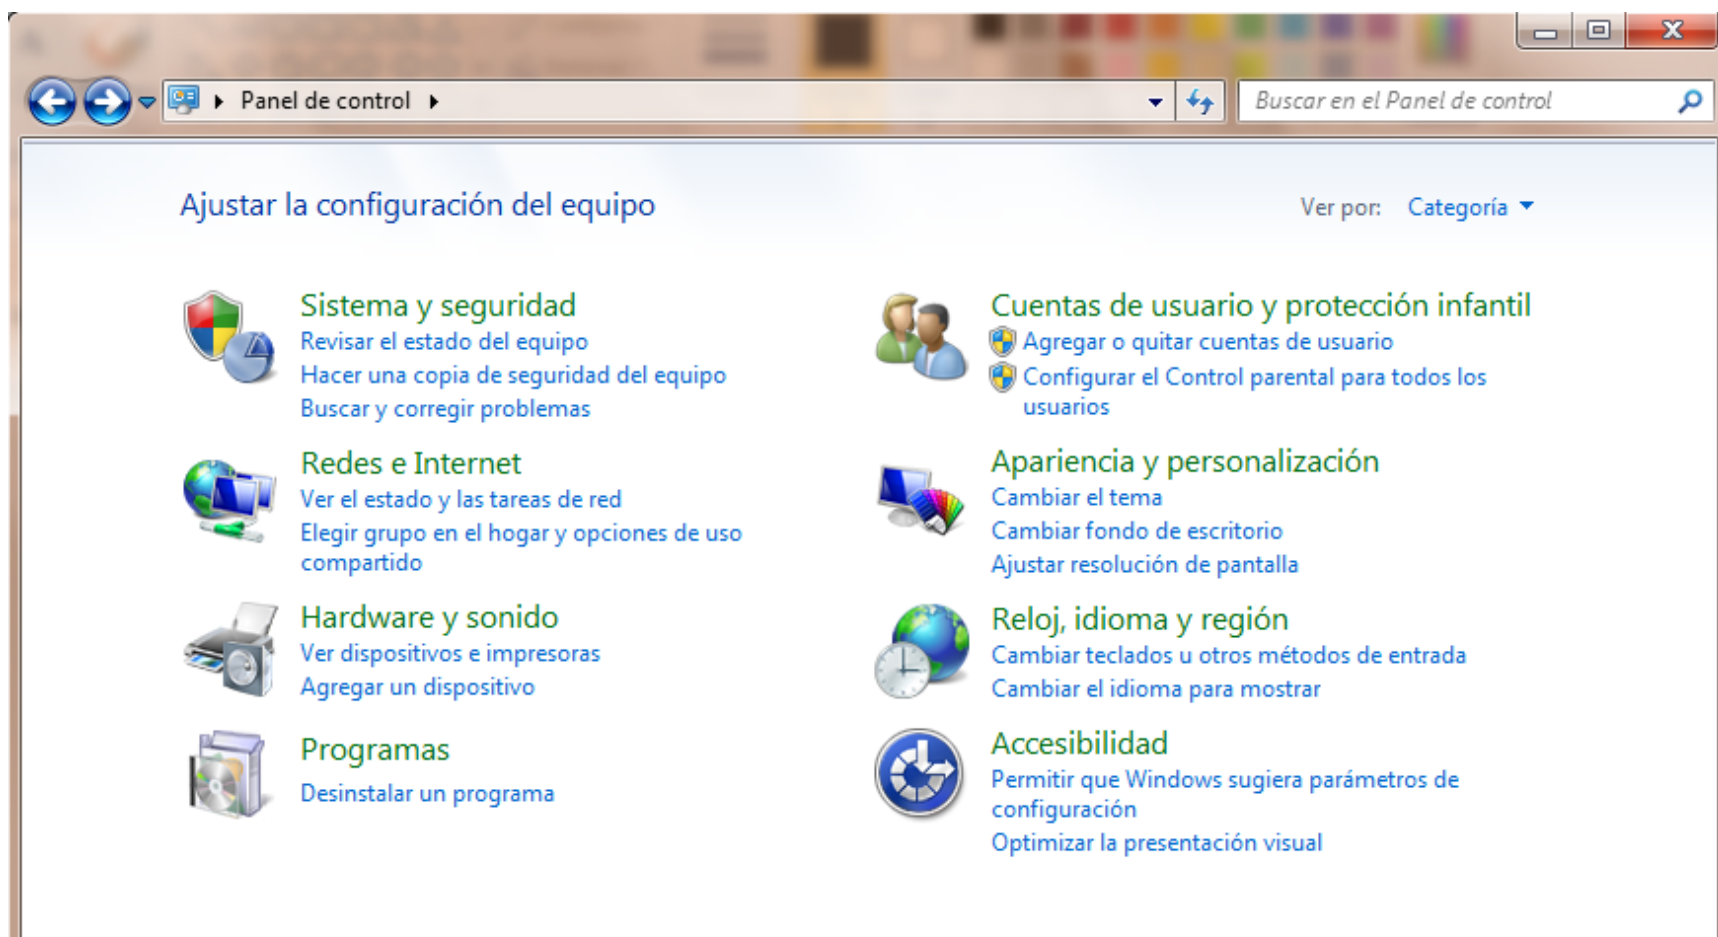 Panel de control
Buscar en el Panel de control
Ajustar la configuración del equipo
Ver por: Categoría
Sistema y seguridad
Revisar el estado del equipo
Hacer una copia de seguridad del equipo
Buscar y corregir problemas
Redes e Internet
Ver el estado y las tareas de red
Elegir grupo en el hogar y opciones de uso
compartido
Hardware y sonido
Ver dispositivos e impresoras
Agregar un dispositivo
Programas
Desinstalar un programa
Cuentas de usuario y protección infantil
Agregar o quitar cuentas de usuario
Configurar el Control parental para todos los
usuarios
Apariencia y personalización
Cambiar el tema
Cambiar fondo de escritorio
Ajustar resolución de pantalla
Reloj, idioma y región
Cambiar teclados u otros métodos de entrada
Cambiar el idioma para mostrar
Accesibilidad
Permitir que Windows sugiera parámetros de
configuración
Optimizar la presentación visual